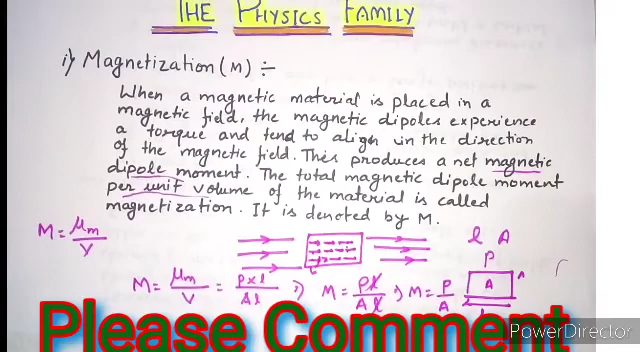 THE PHYSICS FAMILY
i) Magnetization (M) ÷
When a magnetic material is placed in a
magnetic field, the magnetic dipoles experience
a torque and tend to align in the direction
of the magnetic field. This produces a net magnetic
dipole moment. The total magnetic dipole moment
per unit volume of the material is called
magnetization. It is denoted by M.
M = μm/V
l A
P
A
M = μm/V = P×l/Al ⇒ M = Pl/Al ⇒ M = P/A
Please Comment
PowerDirector